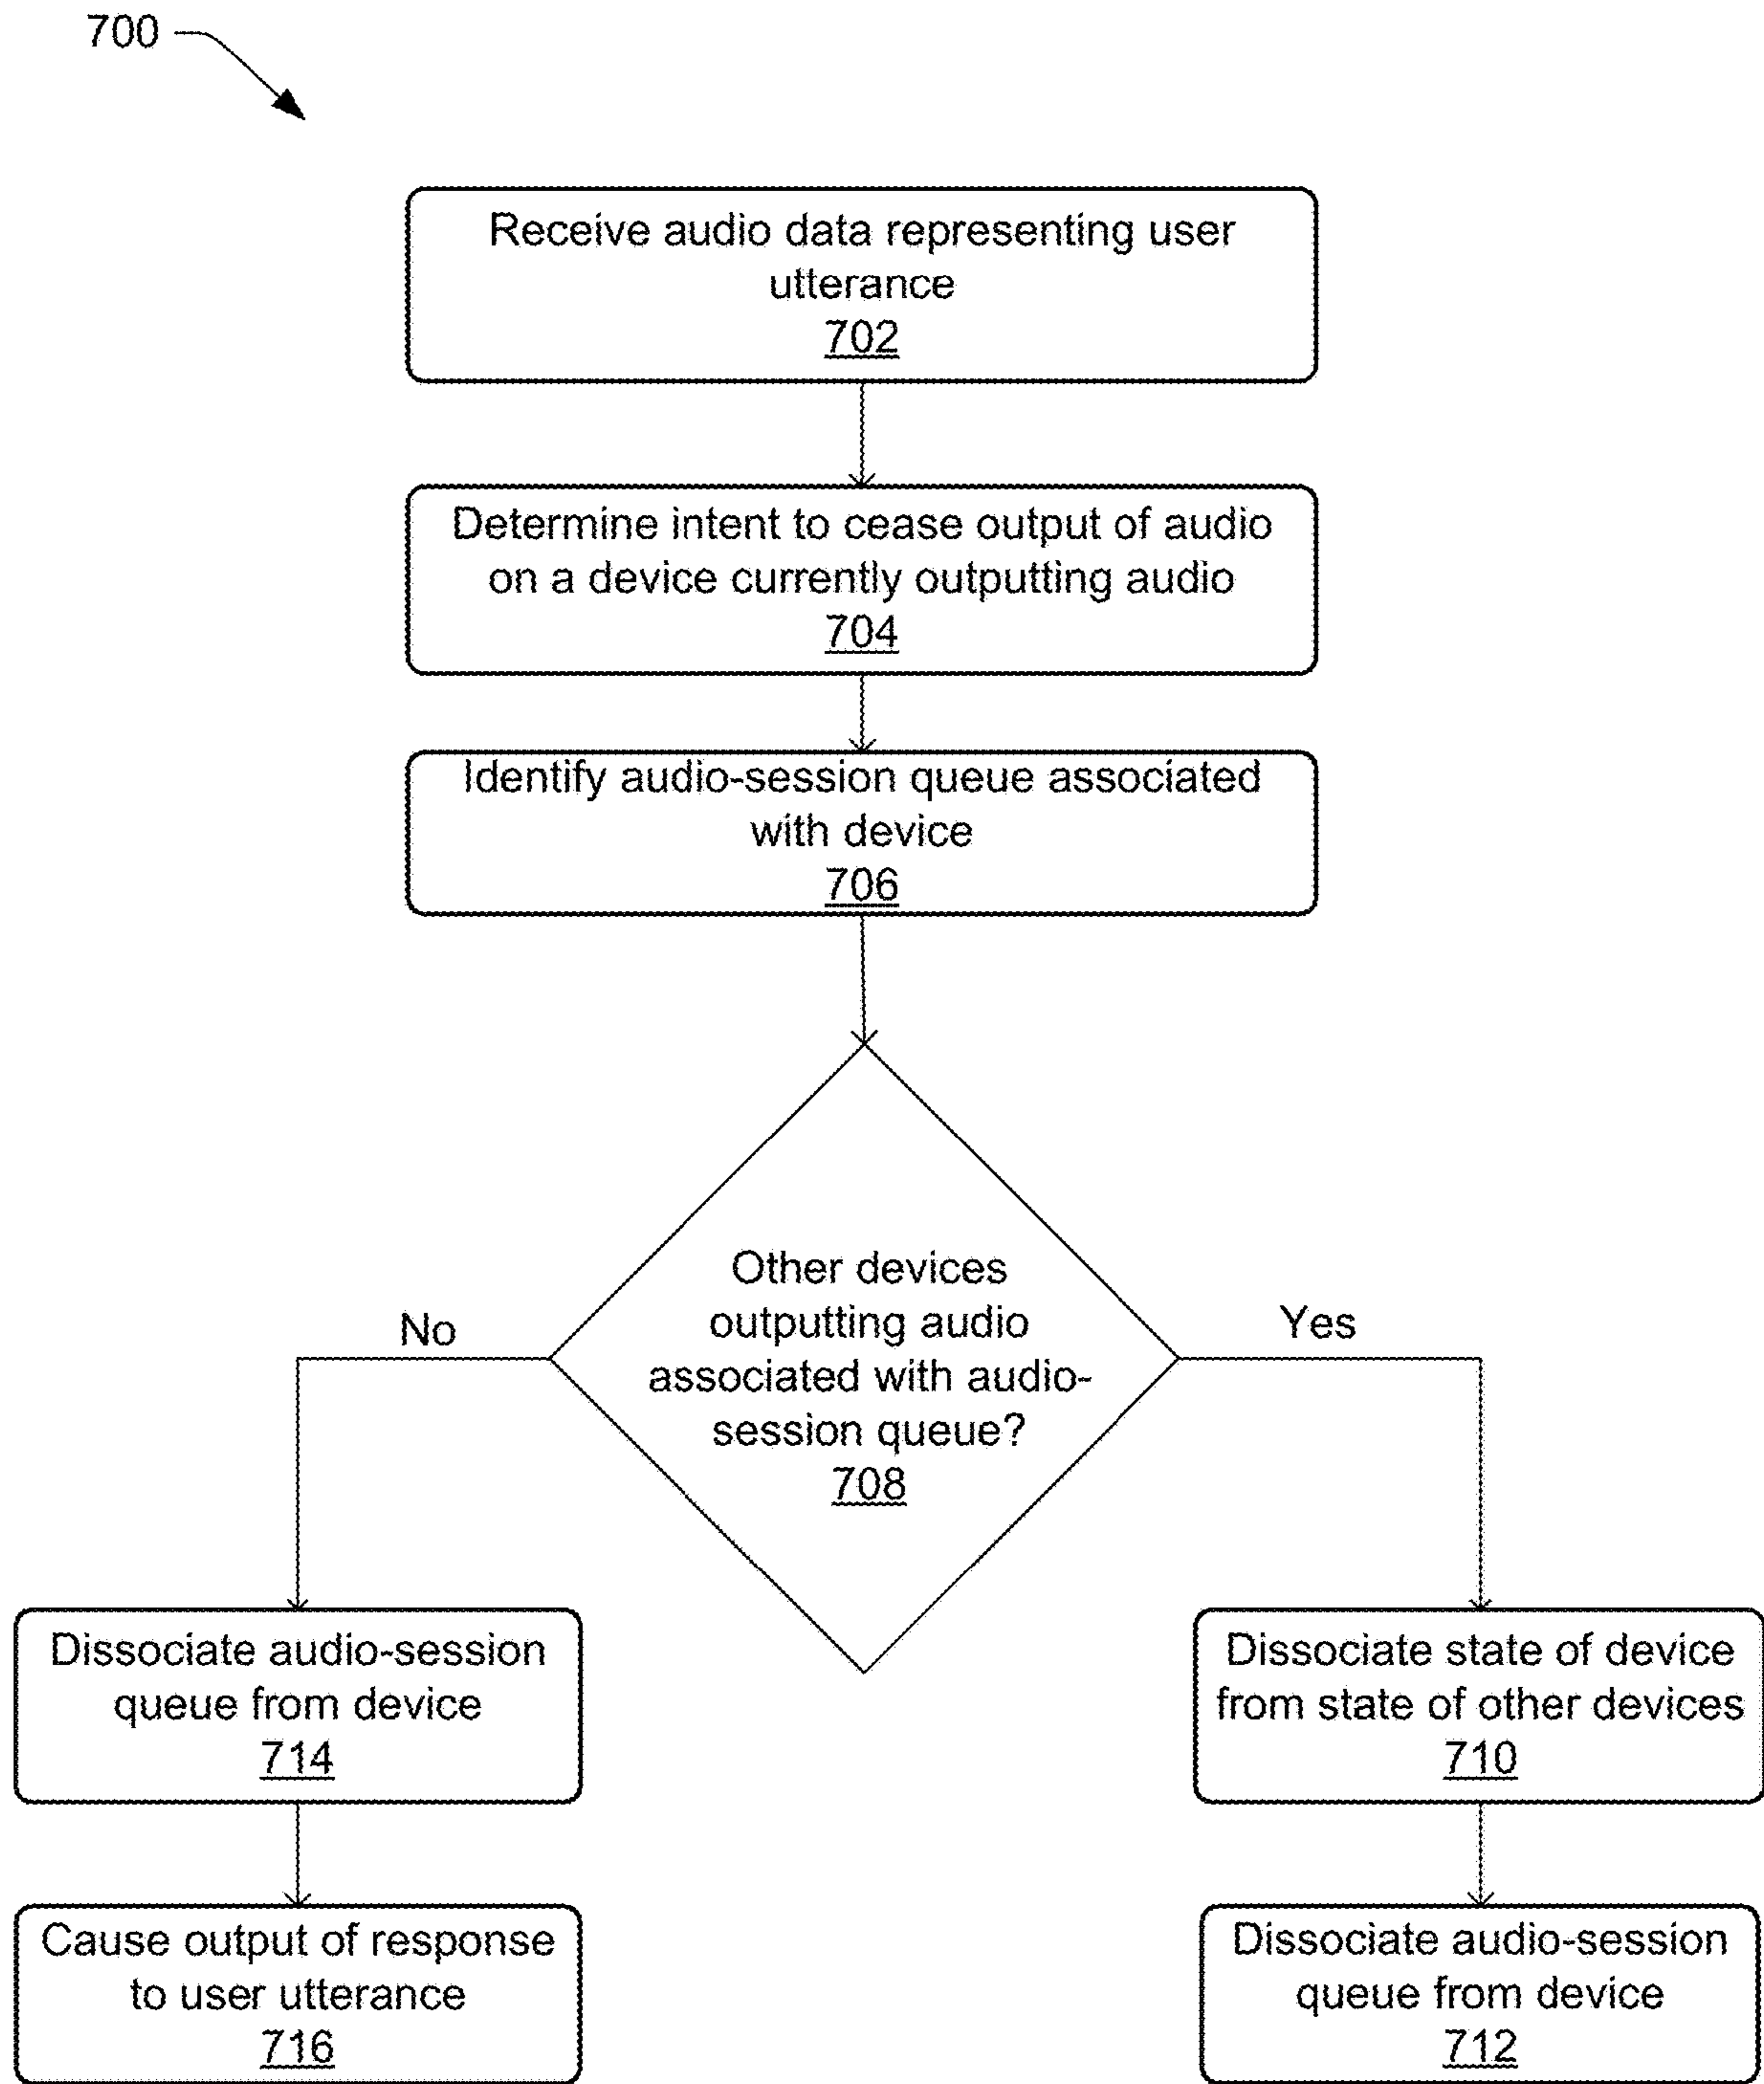 700
Receive audio data representing user
utterance
702
Determine intent to cease output of audio
on a device currently outputting audio
704
Identify audio-session queue associated
with device
706
Other devices
outputting audio
associated with audio-
session queue?
708
No
Yes
Dissociate audio-session
queue from device
714
Cause output of response
to user utterance
716
Dissociate state of device
from state of other devices
710
Dissociate audio-session
queue from device
712